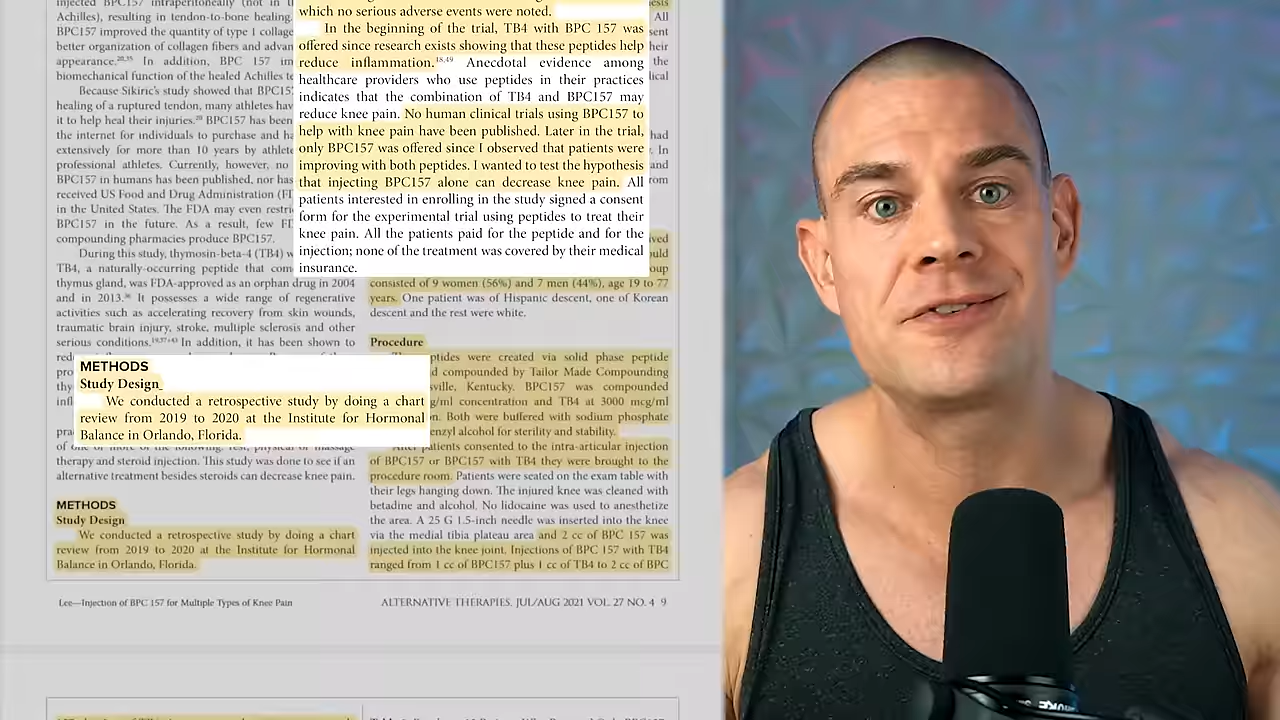 injected BPC 157 intraperitoneally (not in t
Achilles), resulting in tendon-to-bone healing.
BPC157 improved the quantity of type 1 collage
better organization of collagen fibers and advan
appearance. In addition, BPC 157 im
biomechanical function of the healed Achilles te
Because Sikiric's study showed that BPC157
healing of a ruptured tendon, many athletes hav
it to help heal their injuries. BPC157 has been
the internet for individuals to purchase and ha
extensively for more than 10 years by athlete
professional athletes. Currently, however, no
BPC157 in humans has been published, nor has
received US Food and Drug Administration (FI
in the United States. The FDA may even restri
BPC157 in the future. As a result, few FD
compounding pharmacies produce BPC157.
During this study, thymosin-beta-4 (TB4) w
TB4, a naturally-occurring peptide that com
thymus gland, was FDA-approved as an orphan drug in 2004
and in 2013. It possesses a wide range of regenerative
activities such as accelerating recovery from skin wounds,
traumatic brain injury, stroke, multiple sclerosis and other
serious conditions. In addition, it has been shown to
METHODS
Study Design
We conducted a retrospective study by doing a chart
review from 2019 to 2020 at the Institute for Hormonal
Balance in Orlando, Florida.
of one or more of the following: rest, physical or massage
therapy and steroid injection. This study was done to see if an
alternative treatment besides steroids can decrease knee pain.
METHODS
Study Design
We conducted a retrospective study by doing a chart
review from 2019 to 2020 at the Institute for Hormonal
Balance in Orlando, Florida.
which no serious adverse events were noted.
In the beginning of the trial, TB4 with BPC 157 was
offered since research exists showing that these peptides help
reduce inflammation.18,49 Anecdotal evidence among
healthcare providers who use peptides in their practices
indicates that the combination of TB4 and BPC157 may
reduce knee pain. No human clinical trials using BPC157 to
help with knee pain have been published. Later in the trial,
only BPC157 was offered since I observed that patients were
improving with both peptides. I wanted to test the hypothesis
that injecting BPC157 alone can decrease knee pain. All
patients interested in enrolling in the study signed a consent
form for the experimental trial using peptides to treat their
knee pain. All the patients paid for the peptide and for the
injection; none of the treatment was covered by their medical
insurance.
consisted of 9 women (56%) and 7 men (44%), age 19 to 77
years. One patient was of Hispanic descent, one of Korean
descent and the rest were white.
Procedure
ptides were created via solid phase peptide
d compounded by Tailor Made Compounding
sville, Kentucky. BPC157 was compounded
g/ml concentration and TB4 at 3000 mcg/ml
on. Both were buffered with sodium phosphate
enzyl alcohol for sterility and stability.
After patients consented to the intra-articular injection
of BPC157 or BPC157 with TB4 they were brought to the
procedure room. Patients were seated on the exam table with
their legs hanging down. The injured knee was cleaned with
betadine and alcohol. No lidocaine was used to anesthetize
the area. A 25 G 1.5-inch needle was inserted into the knee
via the medial tibia plateau area and 2 cc of BPC 157 was
injected into the knee joint. Injections of BPC 157 with TB4
ranged from 1 cc of BPC157 plus 1 cc of TB4 to 2 cc of BPC
Lee—Injection of BPC 157 for Multiple Types of Knee Pain
ALTERNATIVE THERAPIES, JUL/AUG 2021 VOL. 27 NO. 4 9